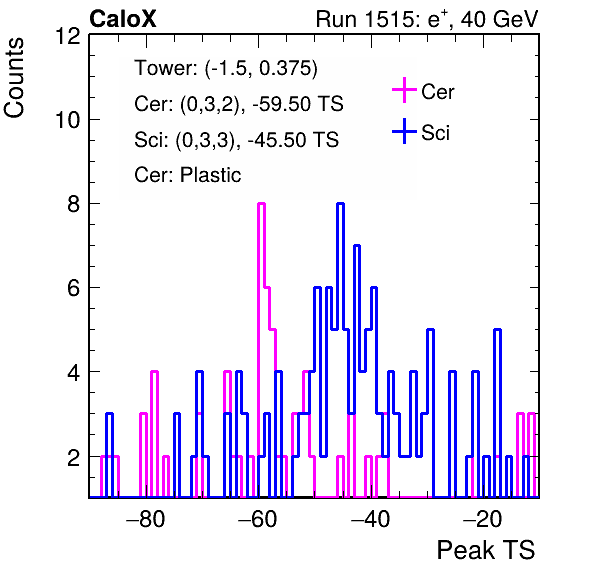 CaloX Run 1515: e⁺, 40 GeV
Counts
Tower: (-1.5, 0.375)
Cer: (0,3,2), -59.50 TS
Sci: (0,3,3), -45.50 TS
Cer: Plastic
Cer
Sci
12
10
8
6
4
2
−80 −60 −40 −20
Peak TS